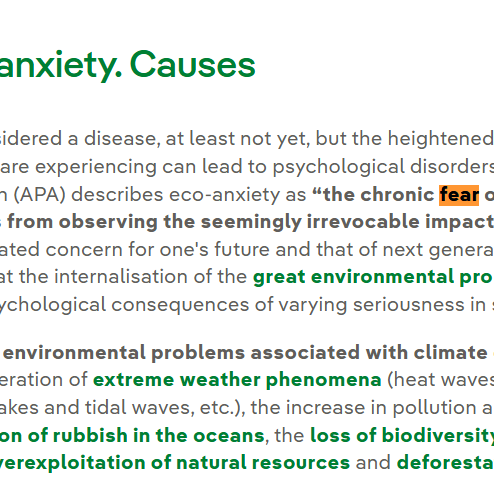 anxiety. Causes
sidered a disease, at least not yet, but the heightened
are experiencing can lead to psychological disorders
n (APA) describes eco-anxiety as “the chronic fear o
s from observing the seemingly irrevocable impact
ated concern for one's future and that of next genera
at the internalisation of the great environmental pro
ychological consequences of varying seriousness in s
environmental problems associated with climate
eration of extreme weather phenomena (heat waves
akes and tidal waves, etc.), the increase in pollution a
on of rubbish in the oceans, the loss of biodiversity
verexploitation of natural resources and deforesta